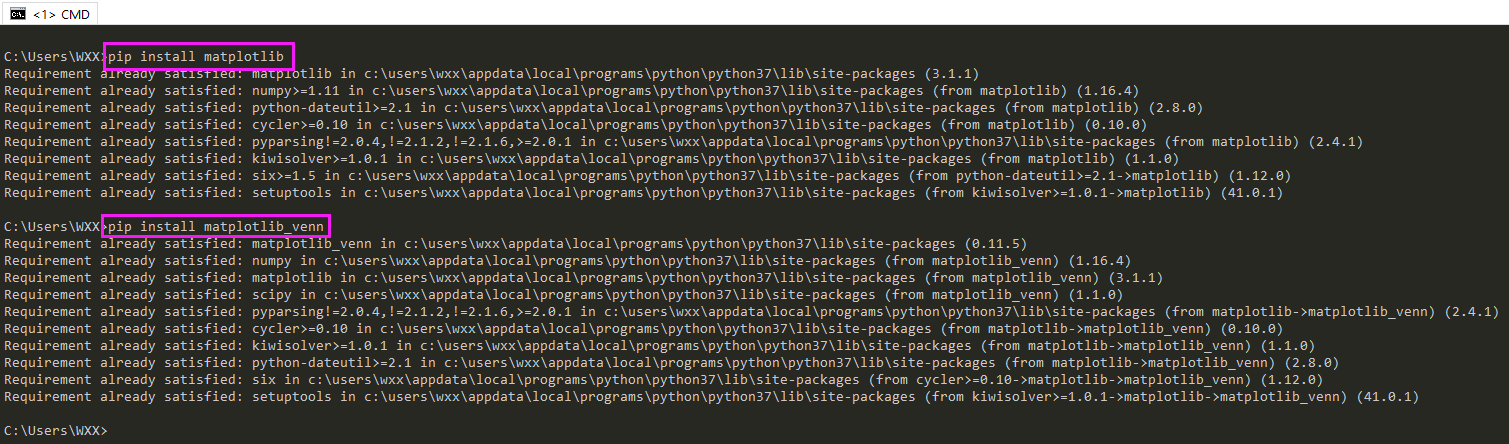 <1> CMD
C:\Users\WXX>pip install matplotlib
Requirement already satisfied: matplotlib in c:\users\wxx\appdata\local\programs\python\python37\lib\site-packages (3.1.1)
Requirement already satisfied: numpy>=1.11 in c:\users\wxx\appdata\local\programs\python\python37\lib\site-packages (from matplotlib) (1.16.4)
Requirement already satisfied: python-dateutil>=2.1 in c:\users\wxx\appdata\local\programs\python\python37\lib\site-packages (from matplotlib) (2.8.0)
Requirement already satisfied: cycler>=0.10 in c:\users\wxx\appdata\local\programs\python\python37\lib\site-packages (from matplotlib) (0.10.0)
Requirement already satisfied: pyparsing!=2.0.4,!=2.1.2,!=2.1.6,>=2.0.1 in c:\users\wxx\appdata\local\programs\python\python37\lib\site-packages (from matplotlib) (2.4.1)
Requirement already satisfied: kiwisolver>=1.0.1 in c:\users\wxx\appdata\local\programs\python\python37\lib\site-packages (from matplotlib) (1.1.0)
Requirement already satisfied: six>=1.5 in c:\users\wxx\appdata\local\programs\python\python37\lib\site-packages (from python-dateutil>=2.1->matplotlib) (1.12.0)
Requirement already satisfied: setuptools in c:\users\wxx\appdata\local\programs\python\python37\lib\site-packages (from kiwisolver>=1.0.1->matplotlib) (41.0.1)
C:\Users\WXX>pip install matplotlib_venn
Requirement already satisfied: matplotlib_venn in c:\users\wxx\appdata\local\programs\python\python37\lib\site-packages (0.11.5)
Requirement already satisfied: numpy in c:\users\wxx\appdata\local\programs\python\python37\lib\site-packages (from matplotlib_venn) (1.16.4)
Requirement already satisfied: matplotlib in c:\users\wxx\appdata\local\programs\python\python37\lib\site-packages (from matplotlib_venn) (3.1.1)
Requirement already satisfied: scipy in c:\users\wxx\appdata\local\programs\python\python37\lib\site-packages (from matplotlib_venn) (1.1.0)
Requirement already satisfied: pyparsing!=2.0.4,!=2.1.2,!=2.1.6,>=2.0.1 in c:\users\wxx\appdata\local\programs\python\python37\lib\site-packages (from matplotlib->matplotlib_venn) (2.4.1)
Requirement already satisfied: cycler>=0.10 in c:\users\wxx\appdata\local\programs\python\python37\lib\site-packages (from matplotlib->matplotlib_venn) (0.10.0)
Requirement already satisfied: kiwisolver>=1.0.1 in c:\users\wxx\appdata\local\programs\python\python37\lib\site-packages (from matplotlib->matplotlib_venn) (1.1.0)
Requirement already satisfied: python-dateutil>=2.1 in c:\users\wxx\appdata\local\programs\python\python37\lib\site-packages (from matplotlib->matplotlib_venn) (2.8.0)
Requirement already satisfied: six in c:\users\wxx\appdata\local\programs\python\python37\lib\site-packages (from cycler>=0.10->matplotlib->matplotlib_venn) (1.12.0)
Requirement already satisfied: setuptools in c:\users\wxx\appdata\local\programs\python\python37\lib\site-packages (from kiwisolver>=1.0.1->matplotlib->matplotlib_venn) (41.0.1)
C:\Users\WXX>